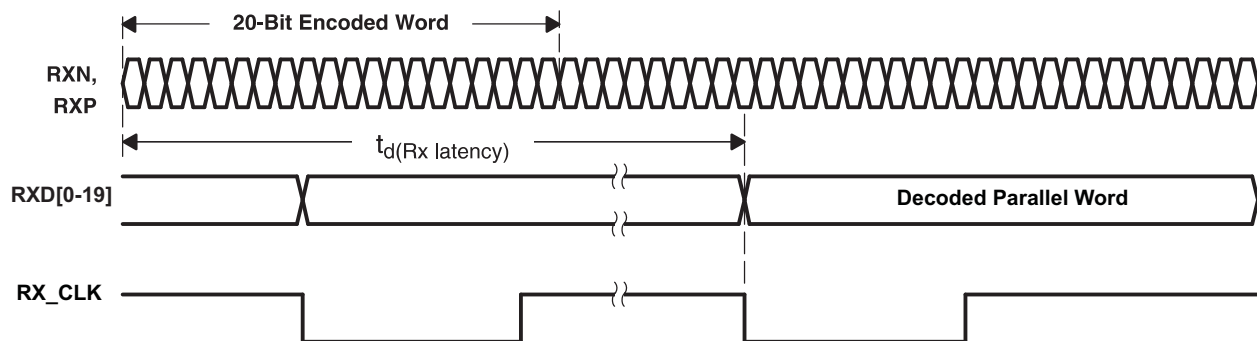 20-Bit Encoded Word
RXN,
RXP
td(Rx latency)
RXD[0-19]
Decoded Parallel Word
RX_CLK